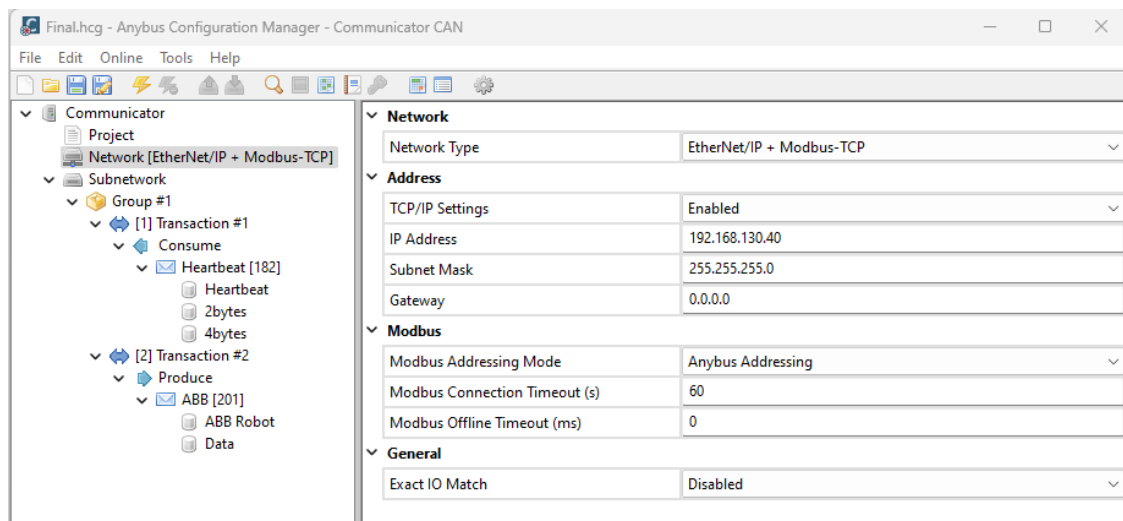 Final.hcg - Anybus Configuration Manager - Communicator CAN
File Edit Online Tools Help
Communicator
Project
Network [EtherNet/IP + Modbus-TCP]
Subnetwork
Group #1
[1] Transaction #1
Consume
Heartbeat [182]
Heartbeat
2bytes
4bytes
[2] Transaction #2
Produce
ABB [201]
ABB Robot
Data
Network
Network Type EtherNet/IP + Modbus-TCP
Address
TCP/IP Settings Enabled
IP Address 192.168.130.40
Subnet Mask 255.255.255.0
Gateway 0.0.0.0
Modbus
Modbus Addressing Mode Anybus Addressing
Modbus Connection Timeout (s) 60
Modbus Offline Timeout (ms) 0
General
Exact IO Match Disabled